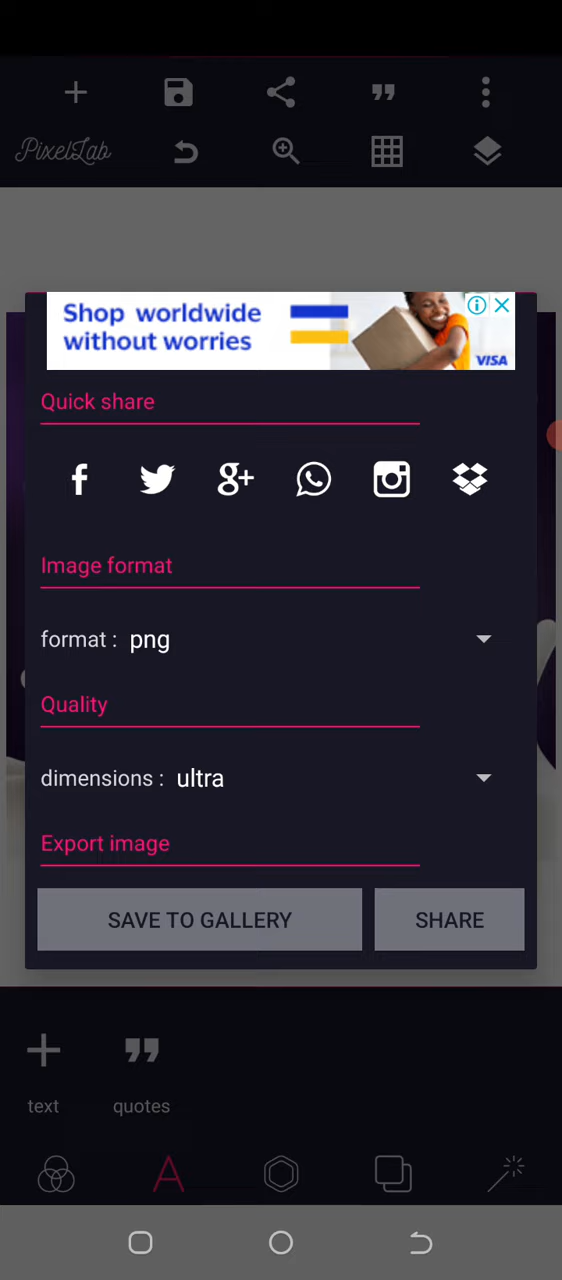 PixelLab
Shop worldwide
without worries
VISA
Quick share
Image format
format : png
Quality
dimensions : ultra
Export image
SAVE TO GALLERY
SHARE
text
quotes